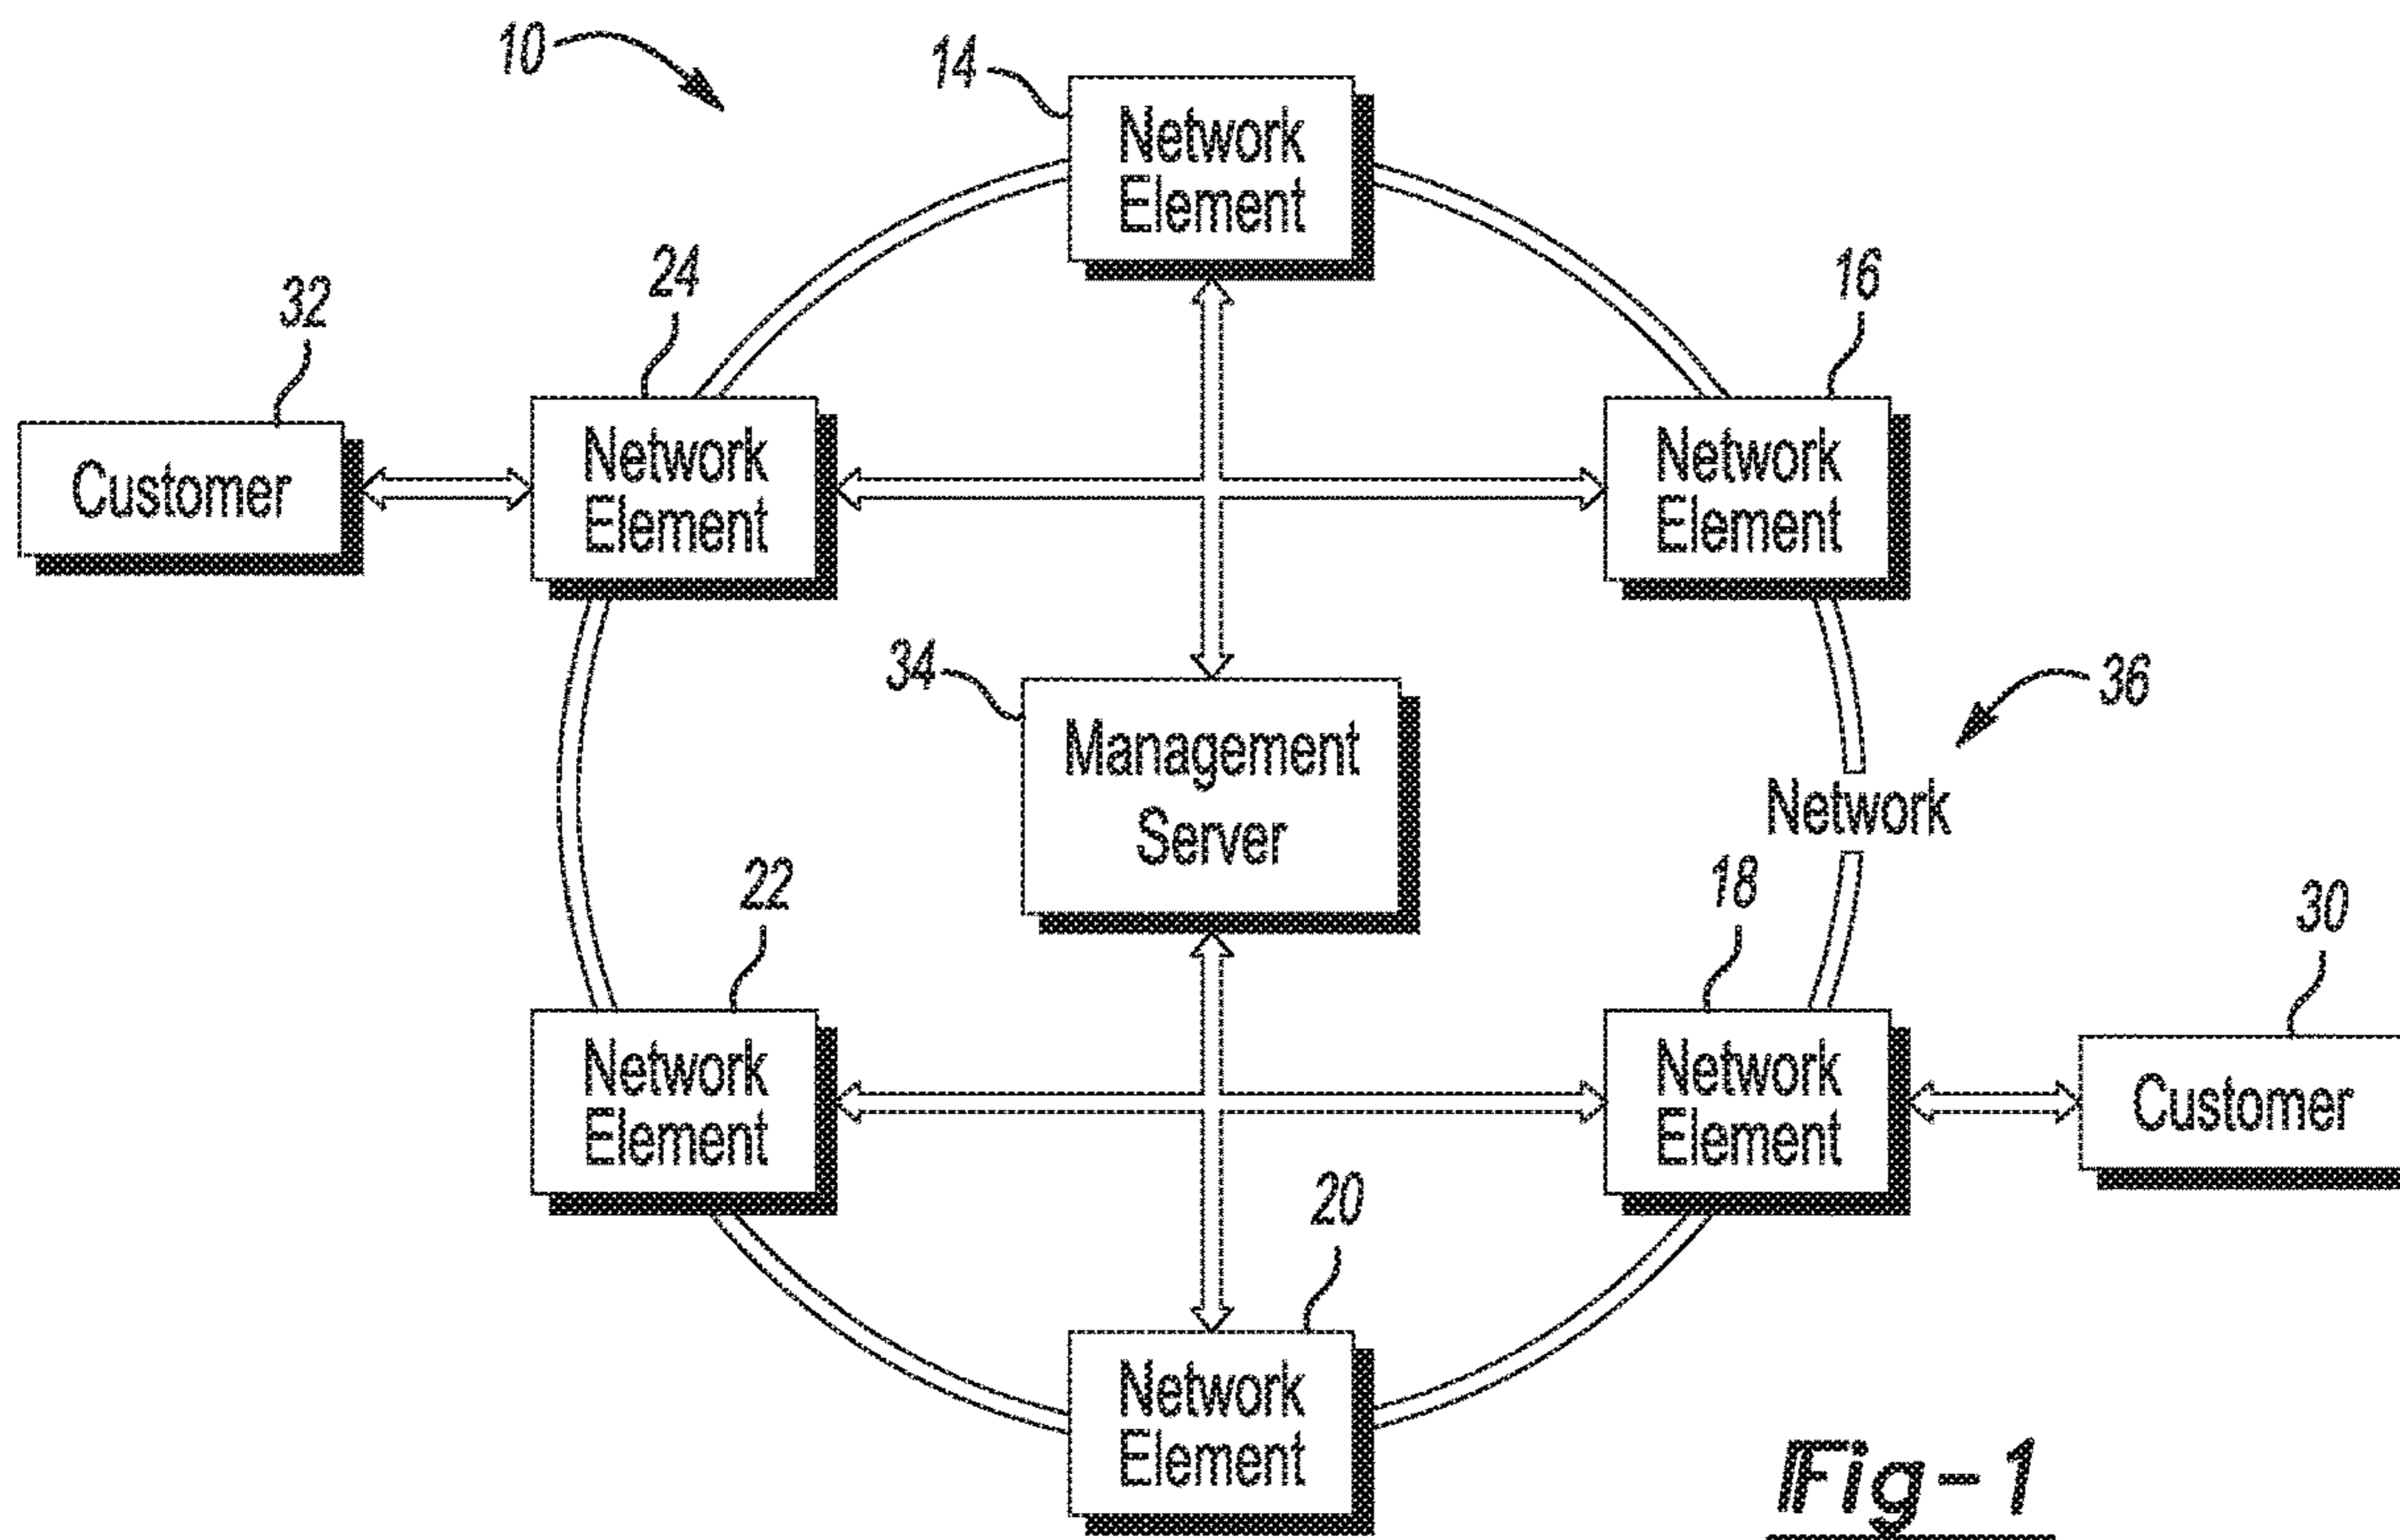 10
14
Network
Element
24
16
32
Customer
Network
Element
Network
Element
34
36
Management
Server
Network
22
18
30
Network
Element
Network
Element
Customer
20
Network
Element
Fig-1